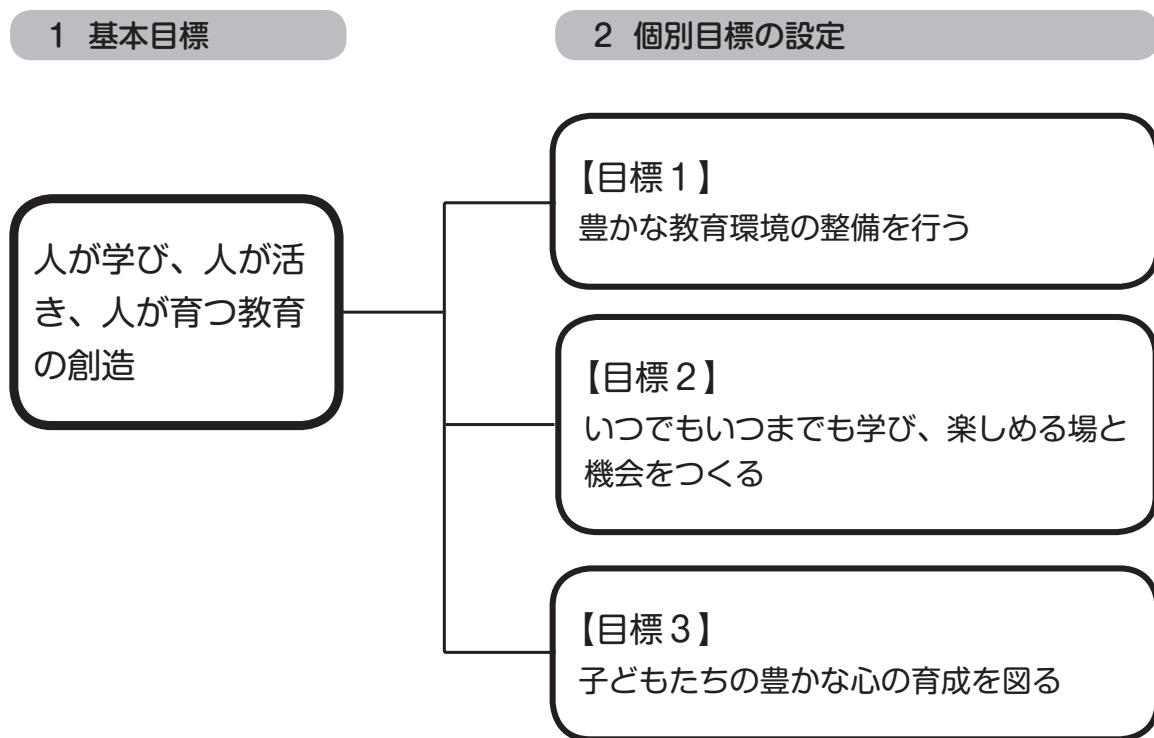 1 基本目標
2 個別目標の設定
人が学び、人が活
き、人が育つ教育
の創造
【目標1】
豊かな教育環境の整備を行う
【目標2】
いつでもいつまでも学び、楽しめる場と
機会をつくる
【目標3】
子どもたちの豊かな心の育成を図る